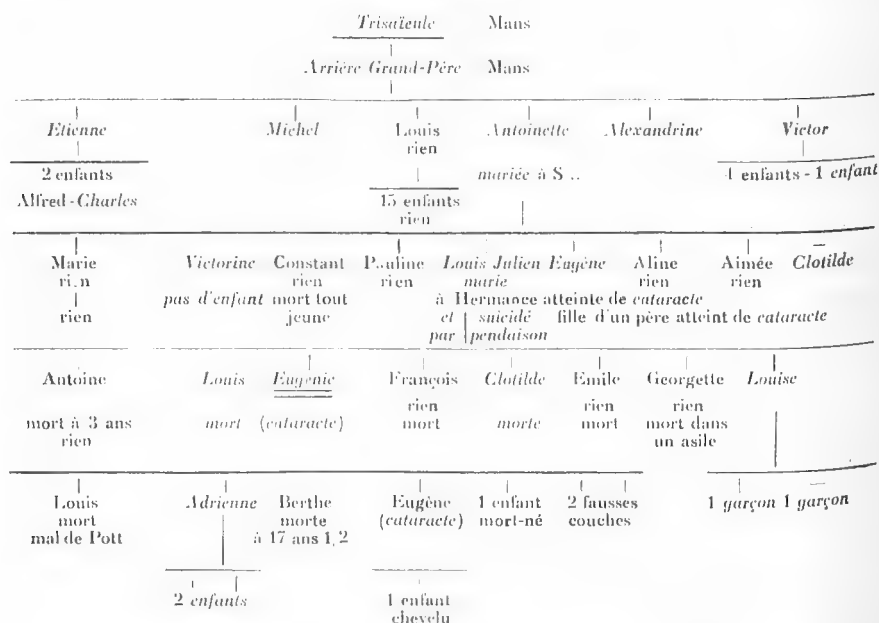 Trisaïeule Mans
Arrière Grand-Père Mans
Etienne Michel Louis Antoinette Alexandrine Victor
rien
2 enfants mariée à S .. 4 enfants - 1 enfant
Alfred - Charles 15 enfants
rien
Marie Victorine Constant P..uline Louis Julien Eugène Aline Aimée Clotilde
rien rien rien marie rien rien
pas d'enfant mort tout à Hermance atteinte de cataracte
rien jeune et suicidé fille d'un père atteint de cataracte
par pendaison
Antoine Louis Eugénie François Clotilde Emile Georgette Louise
rien rien rien
mort à 3 ans mort (cataracte) mort morte mort mort dans
rien un asile
Louis Adrienne Berthe Eugène 1 enfant 2 fausses 1 garçon 1 garçon
mort morte (cataracte) mort-né couches
mal de Pott à 17 ans 1/2
2 enfants 1 enfant
chevelu